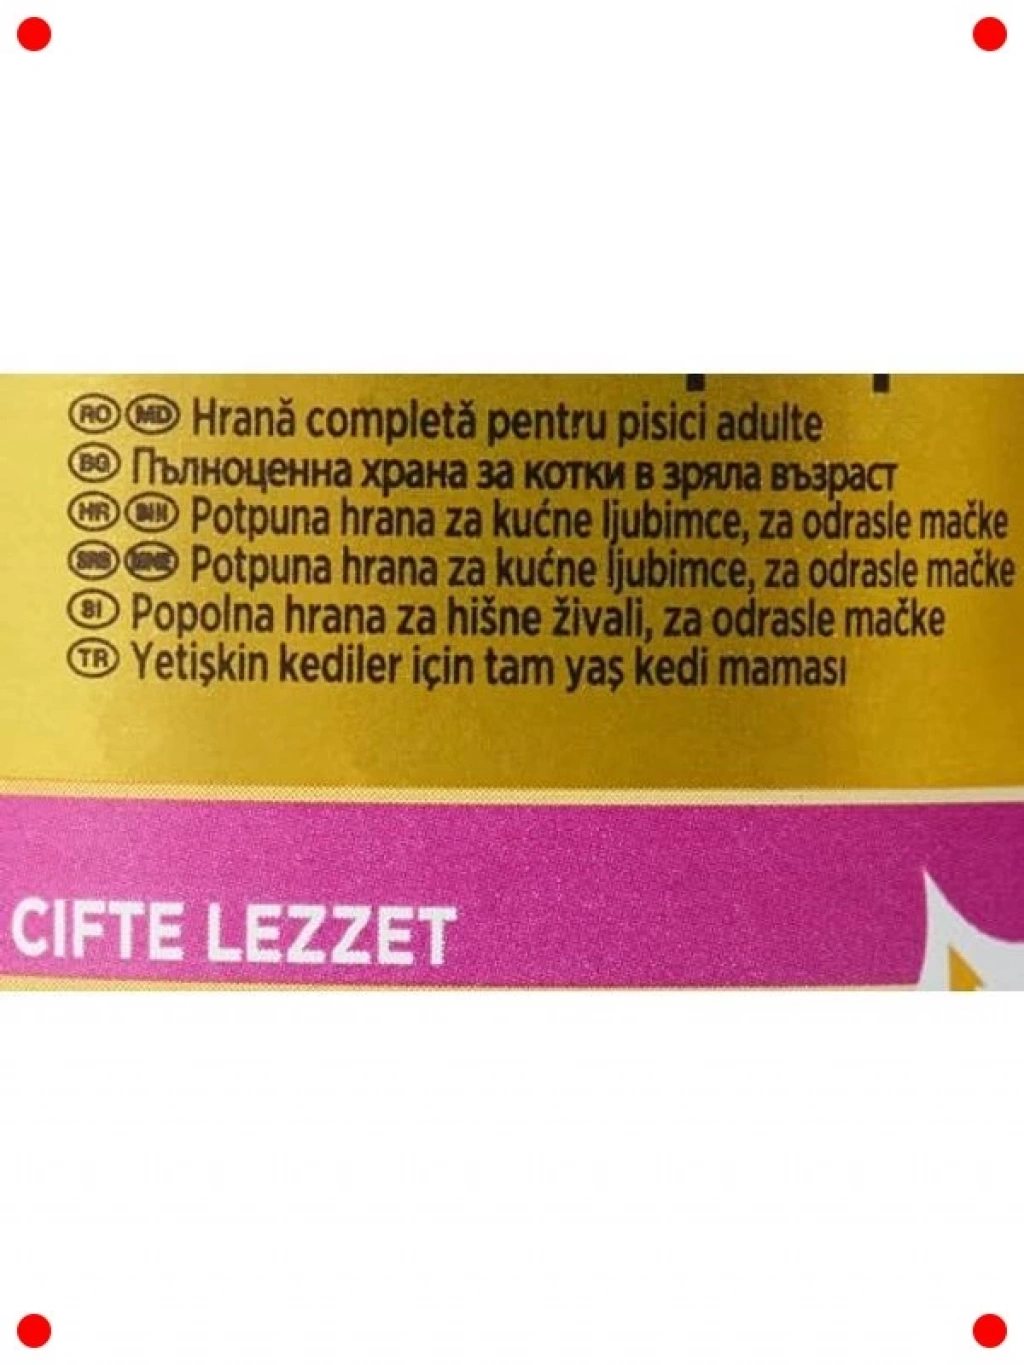 RO MD Hrană completă pentru pisici adulte
BG Пълноценна храна за котки в зряла възраст
HR BIH Potpuna hrana za kućne ljubimce, za odrasle mačke
SRB MNE Potpuna hrana za kućne ljubimce, za odrasle mačke
SI Popolna hrana za hišne živali, za odrasle mačke
TR Yetişkin kediler için tam yaş kedi maması
CIFTE LEZZET